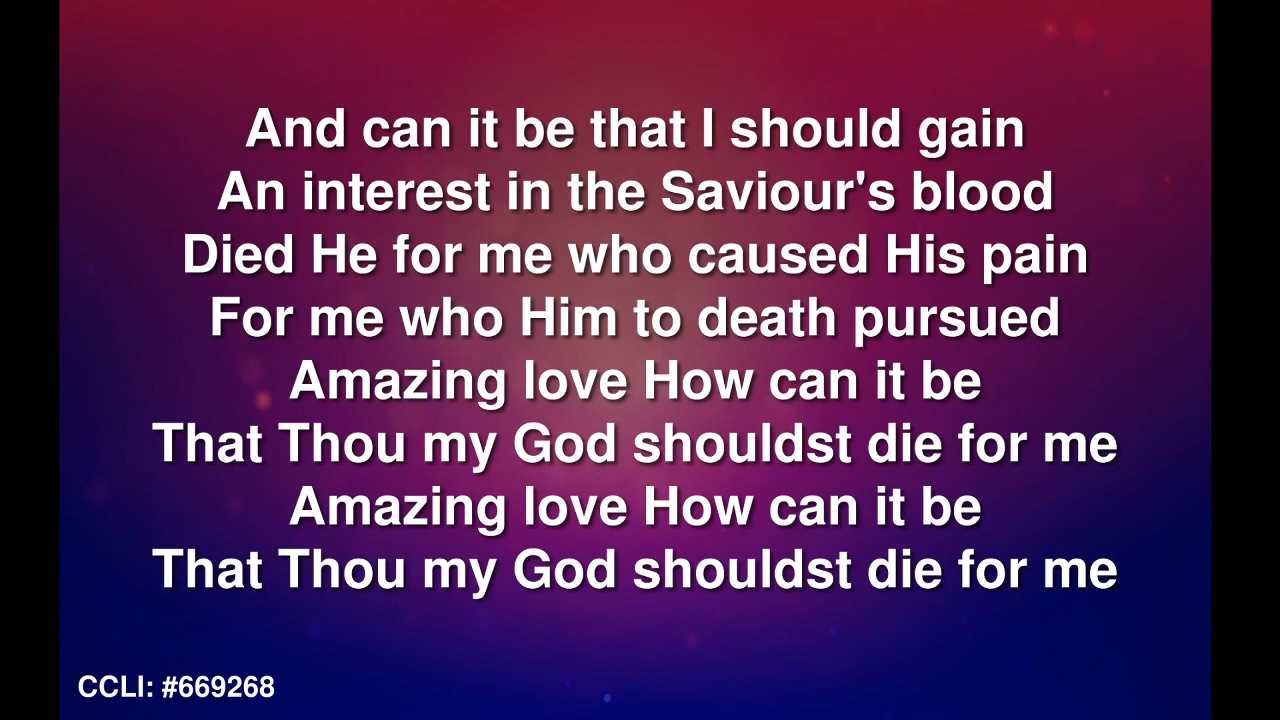 And can it be that I should gain
An interest in the Saviour's blood
Died He for me who caused His pain
For me who Him to death pursued
Amazing love How can it be
That Thou my God shouldst die for me
Amazing love How can it be
That Thou my God shouldst die for me
CCLI: #669268